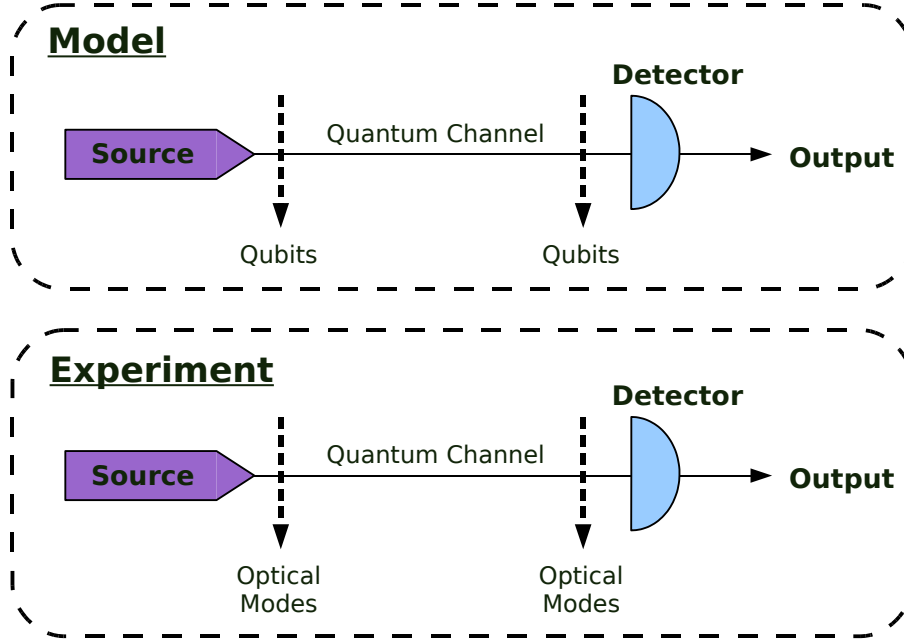 Model
Detector
Quantum Channel
Source
Output
Qubits
Qubits
Experiment
Detector
Quantum Channel
Source
Output
Optical
Modes
Optical
Modes